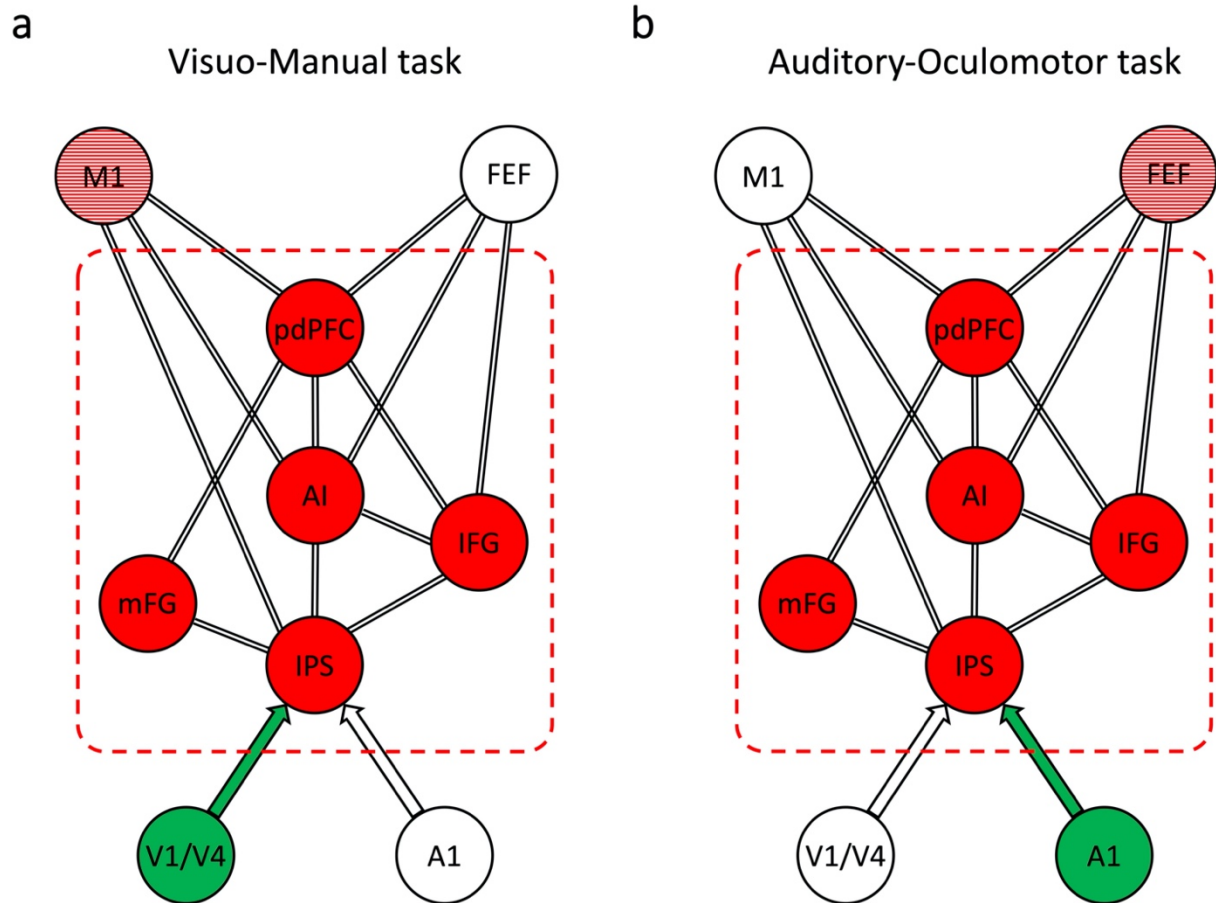 a
Visuo-Manual task
M1
FEF
pdPFC
AI
IFG
mFG
IPS
V1/V4
A1
b
Auditory-Oculomotor task
M1
FEF
pdPFC
AI
IFG
mFG
IPS
V1/V4
A1